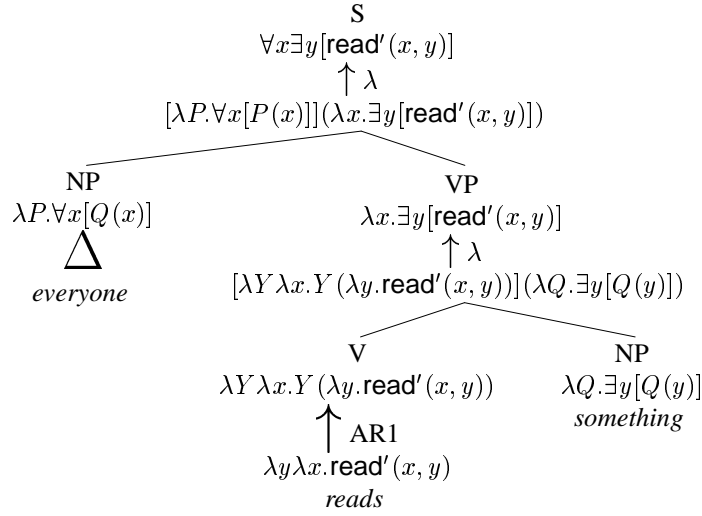 S
∀x∃y[read′(x, y)]
λ
[λP.∀x[P(x)]](λx.∃y[read′(x, y)])
NP
VP
λP.∀x[Q(x)]
λx.∃y[read′(x, y)]
λ
everyone
[λYλx.Y(λy.read′(x, y))](λQ.∃y[Q(y)])
V
NP
λYλx.Y(λy.read′(x, y))
λQ.∃y[Q(y)]
something
AR1
λyλx.read′(x, y)
reads